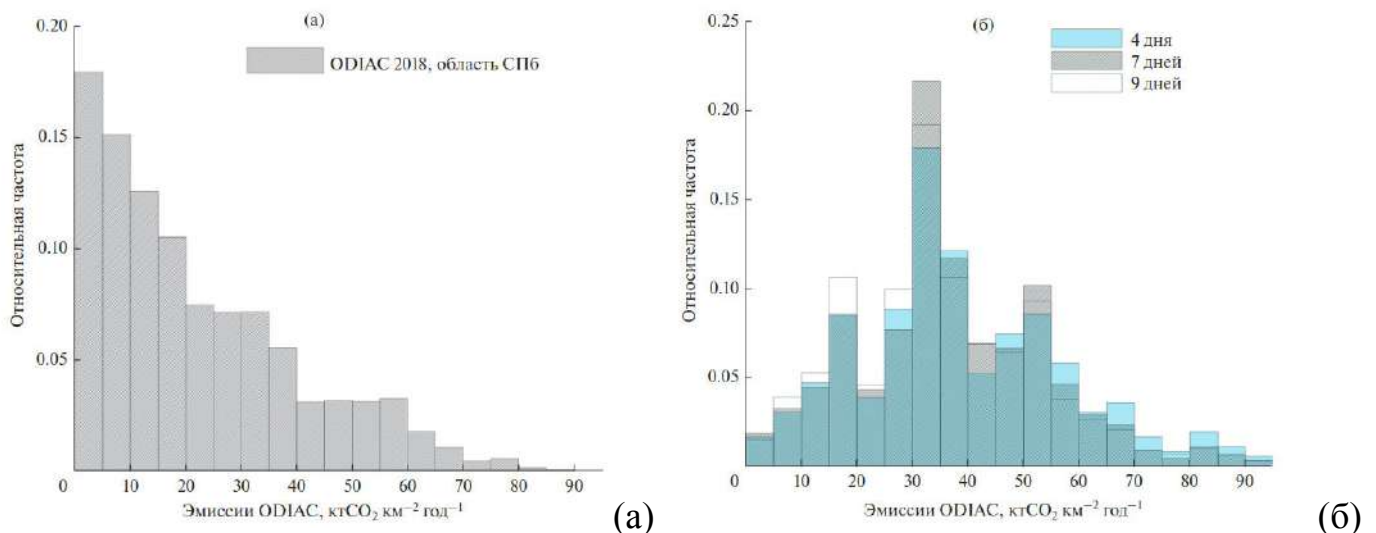 (а)
0.20
0.15
0.10
0.05
0
Относительная частота
ODIAC 2018, область СПб
10 20 30 40 50 60 70 80 90
Эмиссии ODIAC, ктCO₂ км⁻² год⁻¹
(а)
(б)
0.25
0.20
0.15
0.10
0.05
0
Относительная частота
4 дня
7 дней
9 дней
10 20 30 40 50 60 70 80 90
Эмиссии ODIAC, ктCO₂ км⁻² год⁻¹
(б)